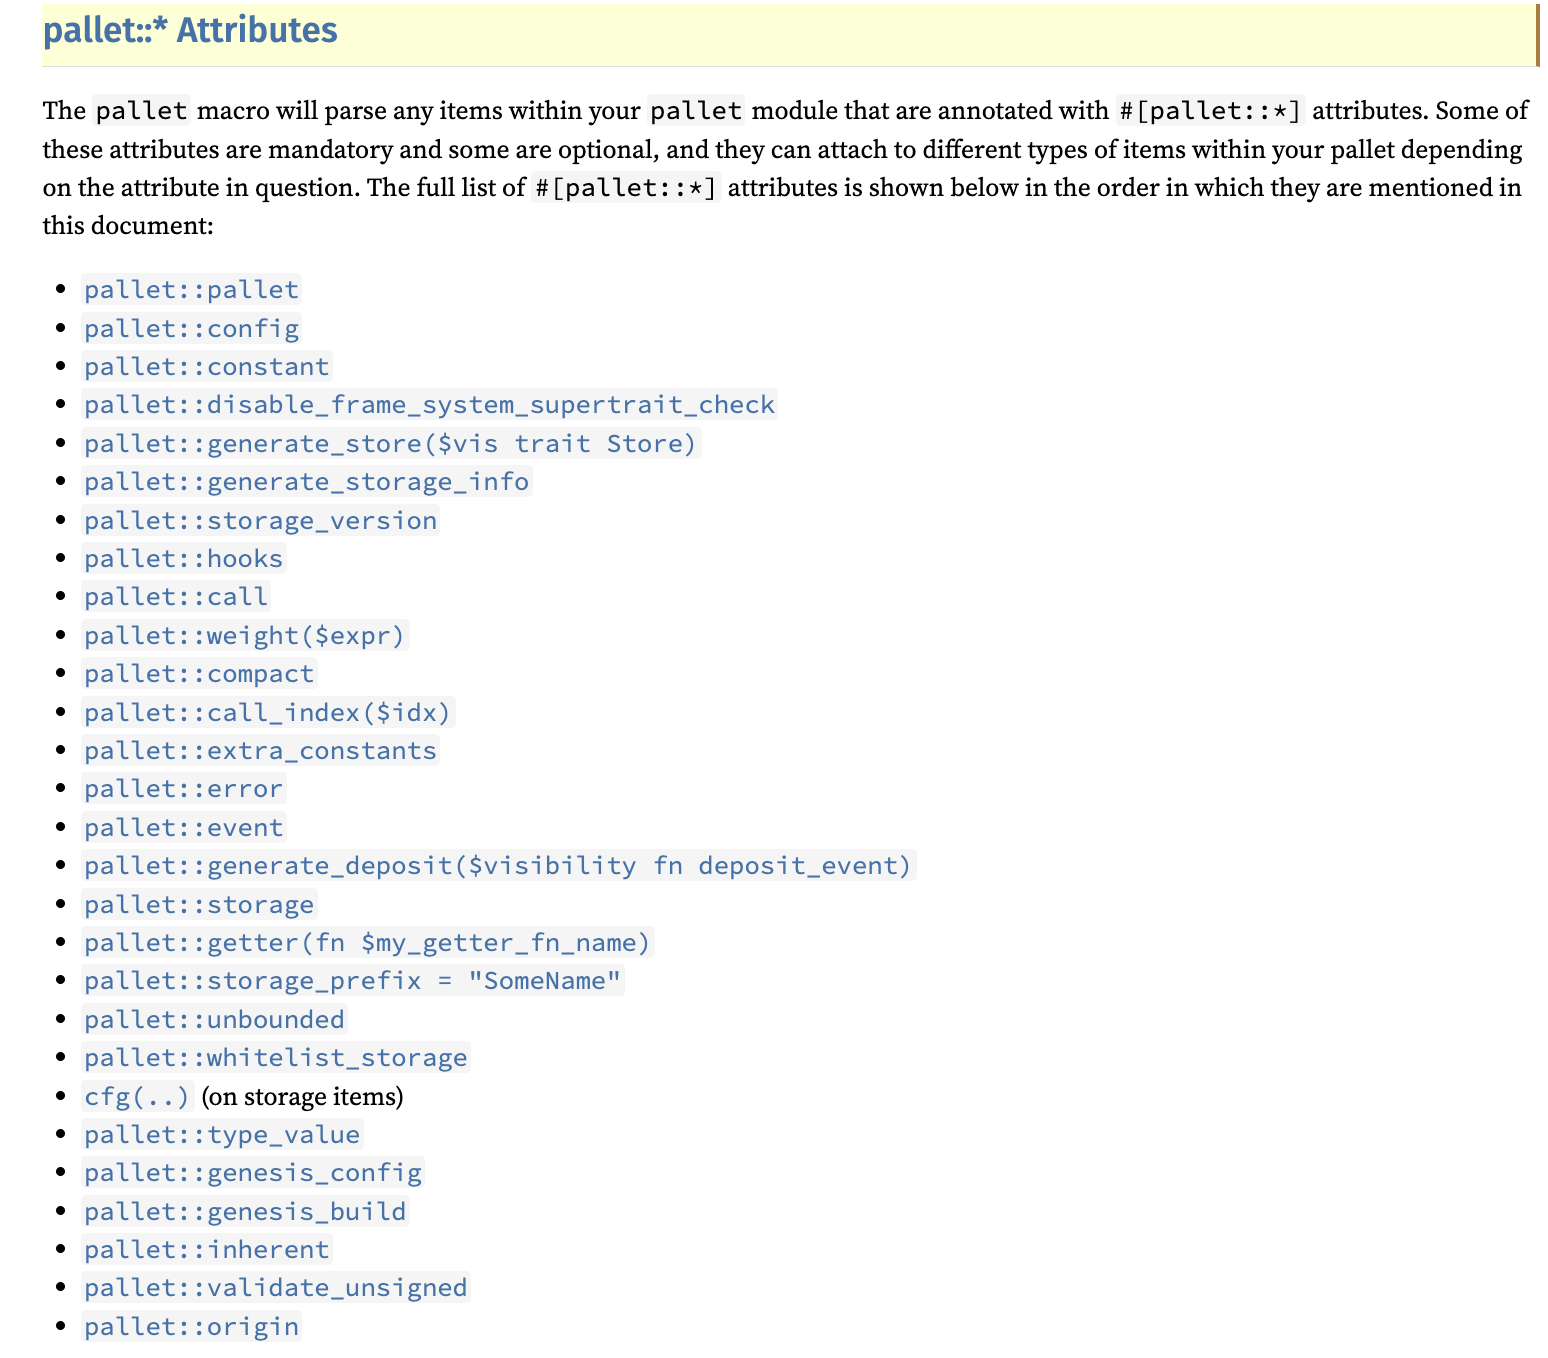 pallet::* Attributes
The pallet macro will parse any items within your pallet module that are annotated with #[pallet::*] attributes. Some of
these attributes are mandatory and some are optional, and they can attach to different types of items within your pallet depending
on the attribute in question. The full list of #[pallet::*] attributes is shown below in the order in which they are mentioned in
this document:
• pallet::pallet
• pallet::config
• pallet::constant
• pallet::disable_frame_system_supertrait_check
• pallet::generate_store($vis trait Store)
• pallet::generate_storage_info
• pallet::storage_version
• pallet::hooks
• pallet::call
• pallet::weight($expr)
• pallet::compact
• pallet::call_index($idx)
• pallet::extra_constants
• pallet::error
• pallet::event
• pallet::generate_deposit($visibility fn deposit_event)
• pallet::storage
• pallet::getter(fn $my_getter_fn_name)
• pallet::storage_prefix = "SomeName"
• pallet::unbounded
• pallet::whitelist_storage
• cfg(..) (on storage items)
• pallet::type_value
• pallet::genesis_config
• pallet::genesis_build
• pallet::inherent
• pallet::validate_unsigned
• pallet::origin